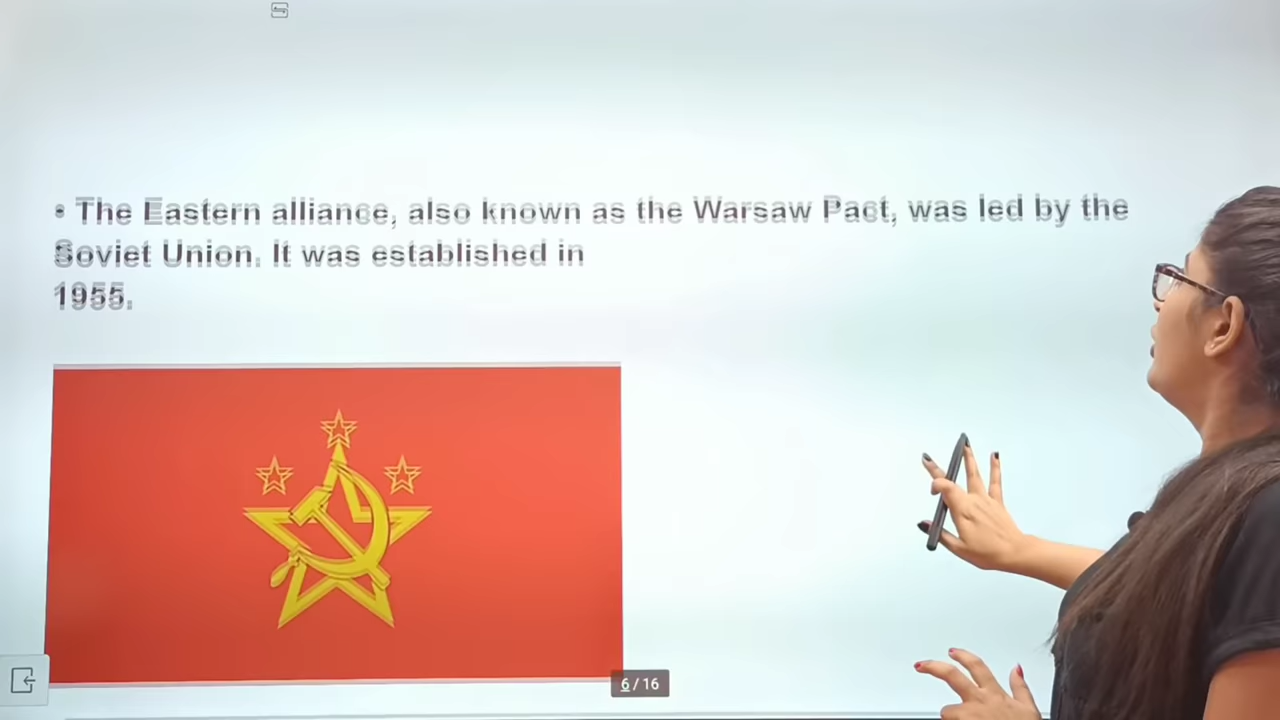 • The Eastern alliance, also known as the Warsaw Pact, was led by the
Soviet Union. It was established in
1955.
6 / 16